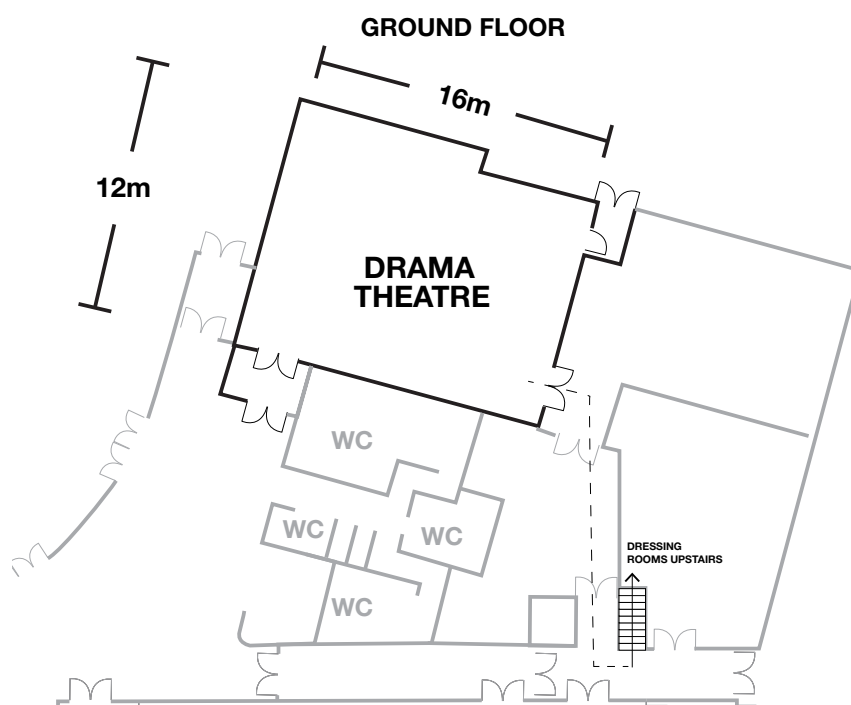 GROUND FLOOR
16m
12m
DRAMA
THEATRE
WC
WC
WC
DRESSING
ROOMS UPSTAIRS
WC